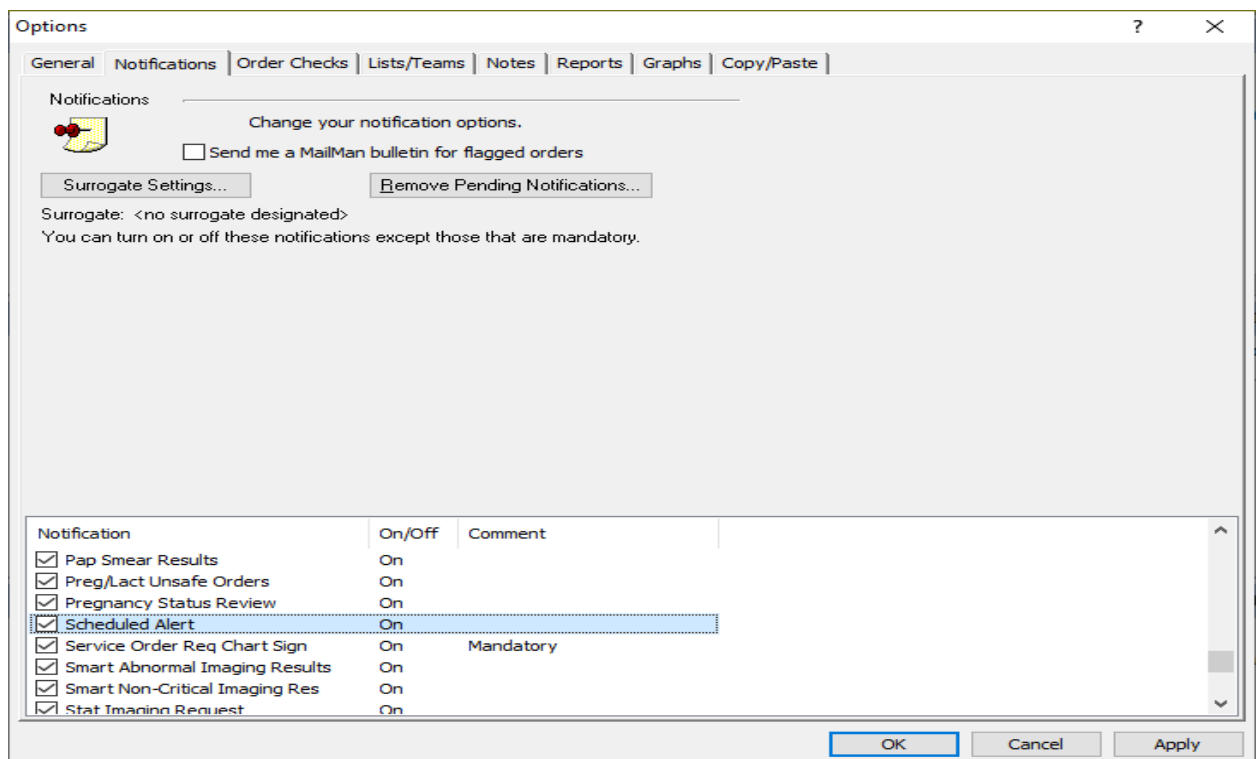 Options
General Notifications Order Checks Lists/Teams Notes Reports Graphs Copy/Paste
Notifications
Change your notification options.
Send me a MailMan bulletin for flagged orders
Surrogate Settings... Remove Pending Notifications...
Surrogate: <no surrogate designated>
You can turn on or off these notifications except those that are mandatory.
Notification On/Off Comment
Pap Smear Results On
Preg/Lact Unsafe Orders On
Pregnancy Status Review On
Scheduled Alert On
Service Order Req Chart Sign On Mandatory
Smart Abnormal Imaging Results On
Smart Non-Critical Imaging Res On
Stat Imaging Request On
OK Cancel Apply